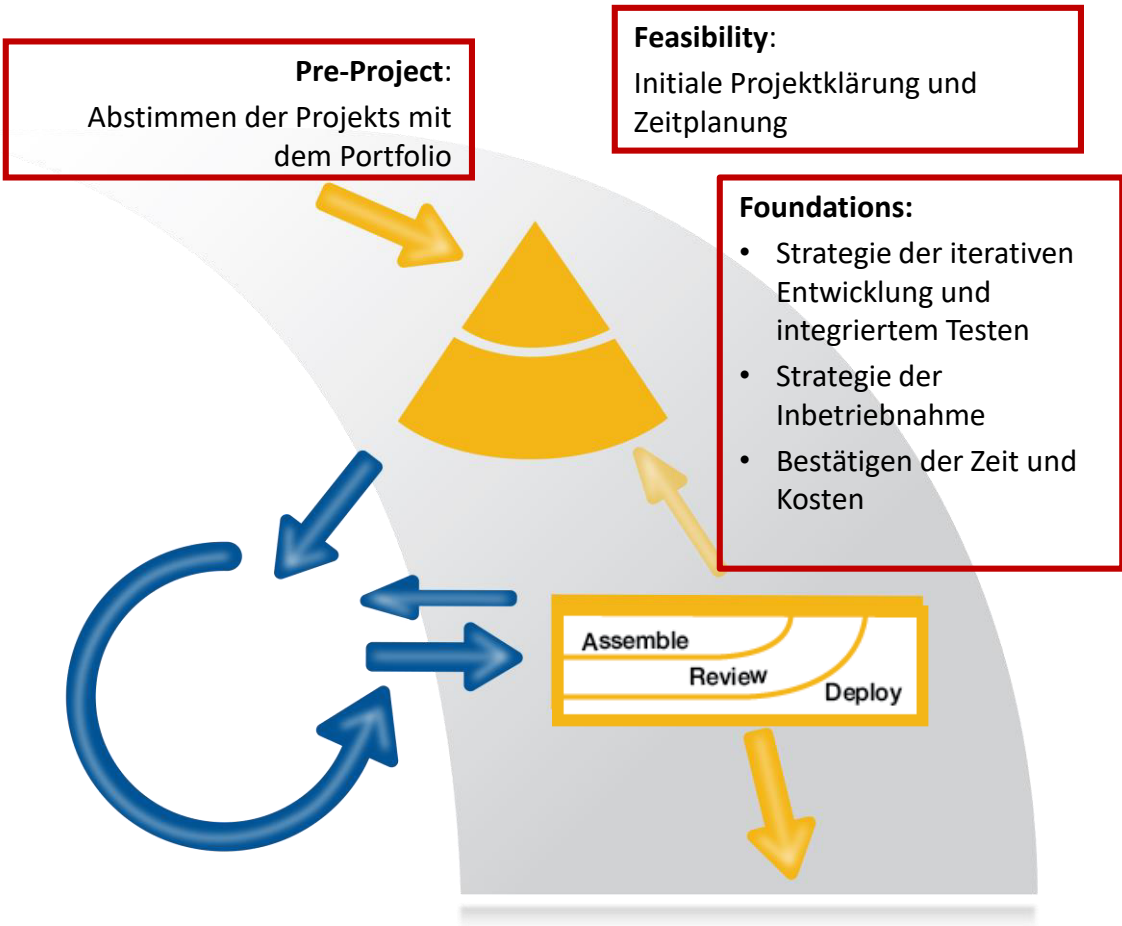 Pre-Project:
Abstimmen der Projekts mit
dem Portfolio
Feasibility:
Initiale Projektklärung und
Zeitplanung
Foundations:
• Strategie der iterativen
Entwicklung und
integriertem Testen
• Strategie der
Inbetriebnahme
• Bestätigen der Zeit und
Kosten
Assemble
Review
Deploy